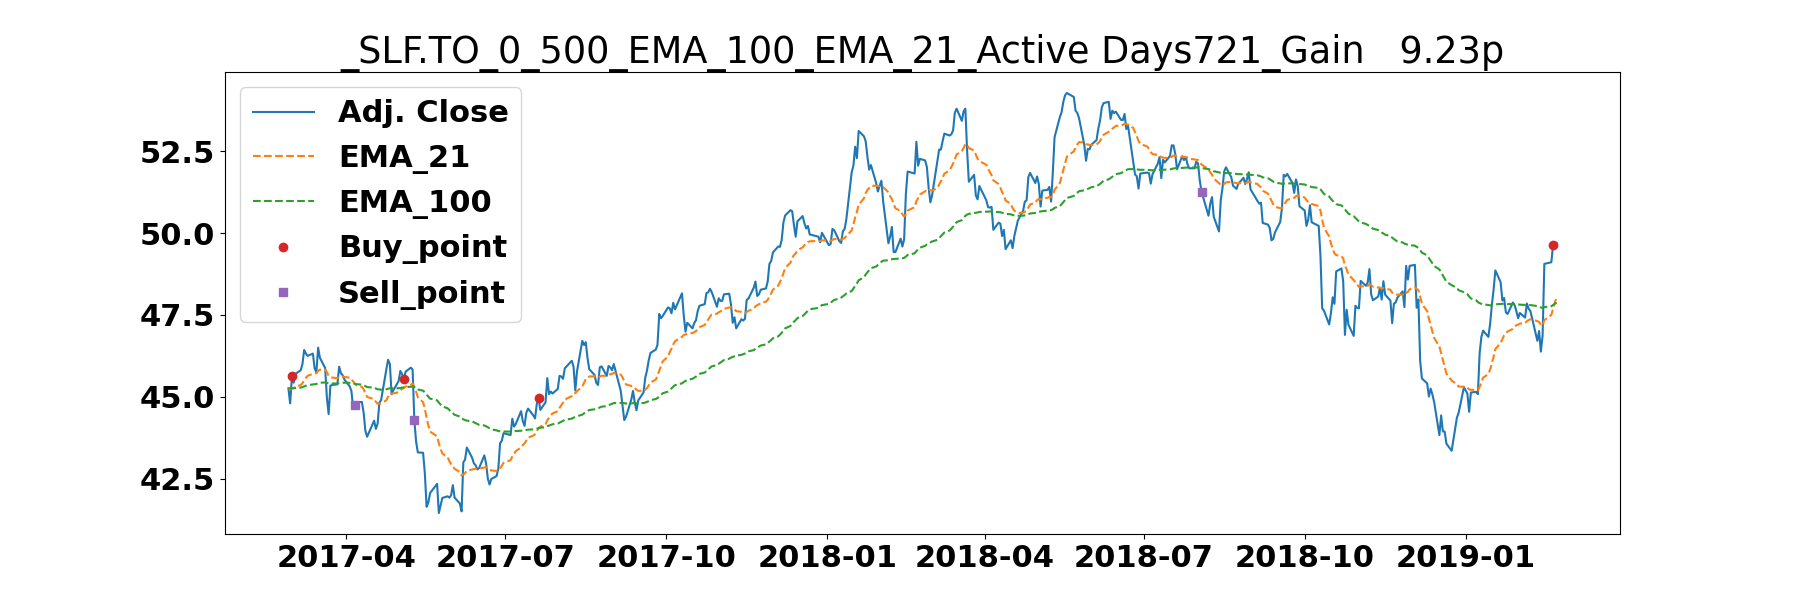 _SLF.TO_0_500_EMA_100_EMA_21_Active Days721_Gain   9.23p
Adj. Close
EMA_21
EMA_100
Buy_point
Sell_point
52.5
50.0
47.5
45.0
42.5
2017-04 2017-07 2017-10 2018-01 2018-04 2018-07 2018-10 2019-01